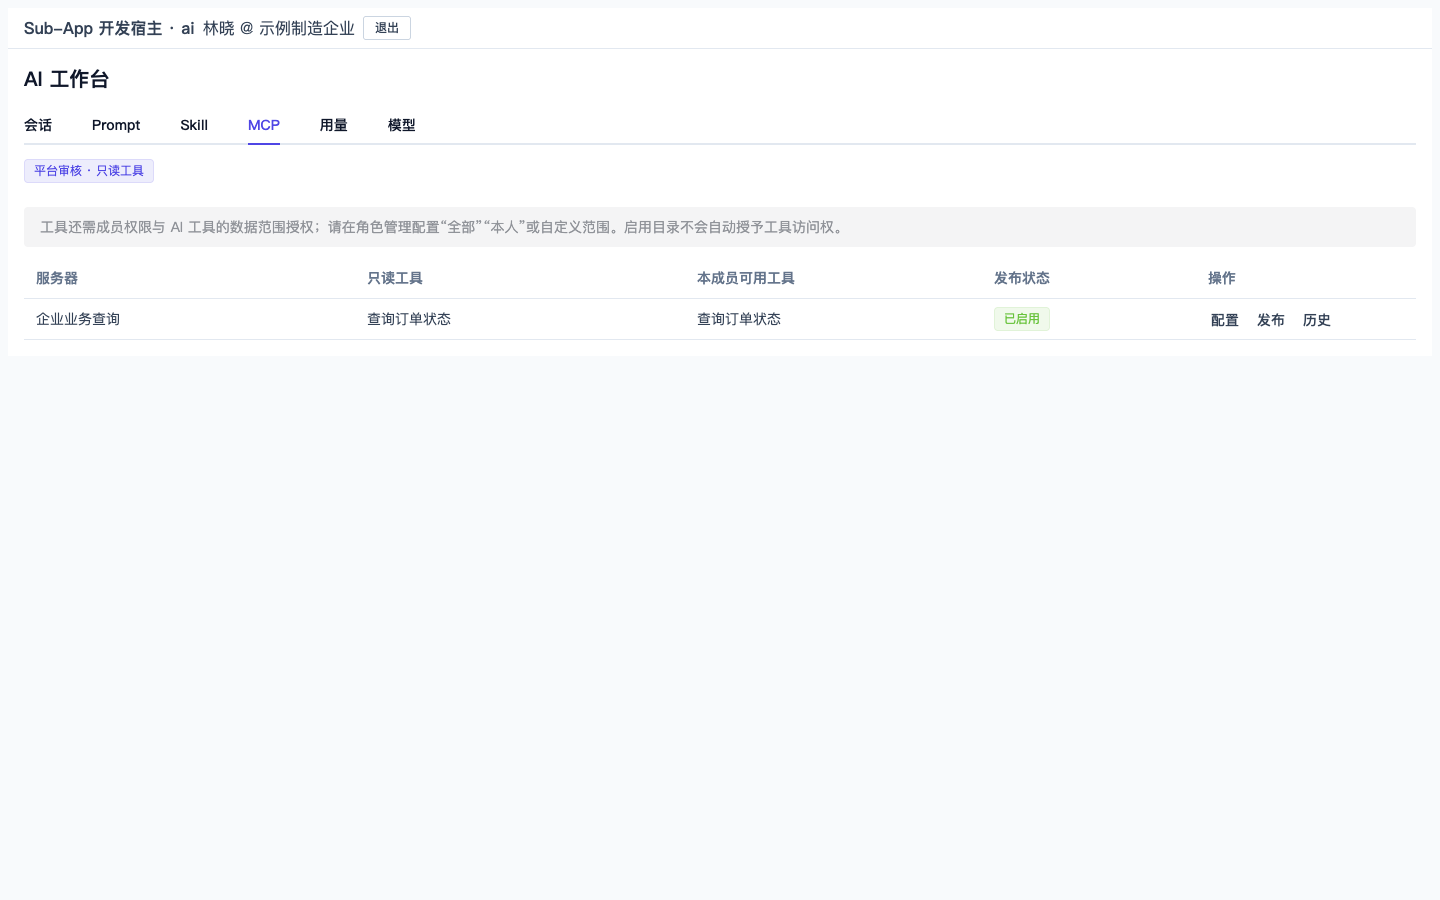 Sub-App 开发宿主 · ai 林晓 @ 示例制造企业 退出
AI 工作台
会话 Prompt Skill MCP 用量 模型
平台审核 · 只读工具
工具还需成员权限与 AI 工具的数据范围授权；请在角色管理配置“全部”“本人”或自定义范围。启用目录不会自动授予工具访问权。
服务器 只读工具 本成员可用工具 发布状态 操作
企业业务查询 查询订单状态 查询订单状态 已启用 配置 发布 历史